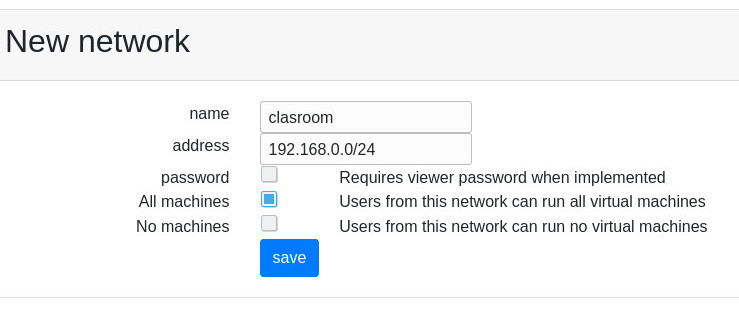 New network
name clasroom
address 192.168.0.0/24
password Requires viewer password when implemented
All machines Users from this network can run all virtual machines
No machines Users from this network can run no virtual machines
save